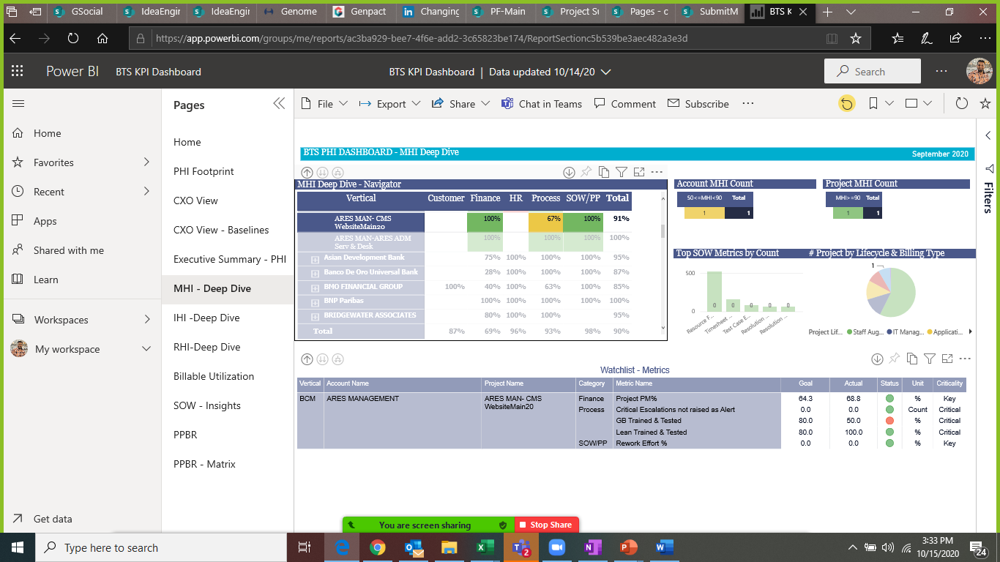 GSocial
IdeaEngir
IdeaEngir
Genome
Genpact
Changing
PF-Main
Project Su
Pages - c
SubmitM
BTS K
https://app.powerbi.com/groups/me/reports/ac3ba929-bee7-4f6e-add2-3c65823be174/ReportSectionc5b539be3aec482a3e3d
Power BI BTS KPI Dashboard
BTS KPI Dashboard | Data updated 10/14/20
Search
Home
Favorites
Recent
Apps
Shared with me
Learn
Workspaces
My workspace
Get data
Pages
Home
PHI Footprint
CXO View
CXO View - Baselines
Executive Summary - PHI
MHI - Deep Dive
IHI -Deep Dive
RHI-Deep Dive
Billable Utilization
SOW - Insights
PPBR
PPBR - Matrix
File Export Share Chat in Teams Comment Subscribe
BTS PHI DASHBOARD - MHI Deep Dive
September 2020
MHI Deep Dive - Navigator
Vertical Customer Finance HR Process SOW/PP Total
ARES MAN- CMS
WebsiteMain20
100% 67% 100% 91%
ARES MAN-ARES ADM
Serv & Desk
100% 100% 100% 100%
Asian Development Bank 75% 100% 100% 100% 95%
Banco De Oro Universal Bank 28% 100% 100% 100% 87%
BMO FINANCIAL GROUP 100% 40% 100% 63% 100% 85%
BNP Paribas 100% 100% 100% 100% 100%
BRIDGEWATER ASSOCIATES 80% 100% 100% 95%
Total 87% 69% 96% 93% 98% 90%
Account MHI Count
50<=MHI<90 Total
1 1
Project MHI Count
MHI>=90 Total
1 1
Top SOW Metrics by Count
500
0
0 0 0 0 0
Resource F...
Timesheet ...
Test Case E...
Resolution ...
Resolution ...
# Project by Lifecycle & Billing Type
1
Project Lif... Staff Aug... IT Manag... Applicati...
Filters
Watchlist - Metrics
Vertical Account Name Project Name Category Metric Name Goal Actual Status Unit Criticality
BCM ARES MANAGEMENT ARES MAN- CMS Finance Project PM% 64.3 68.8 % Key
WebsiteMain20
Process Critical Escalations not raised as Alert 0.0 0.0 Count Critical
GB Trained & Tested 80.0 50.0 % Critical
Lean Trained & Tested 80.0 100.0 % Critical
SOW/PP Rework Effort % 0.0 0.0 % Key
You are screen sharing
Stop Share
Type here to search
2
3:33 PM
10/15/2020
24